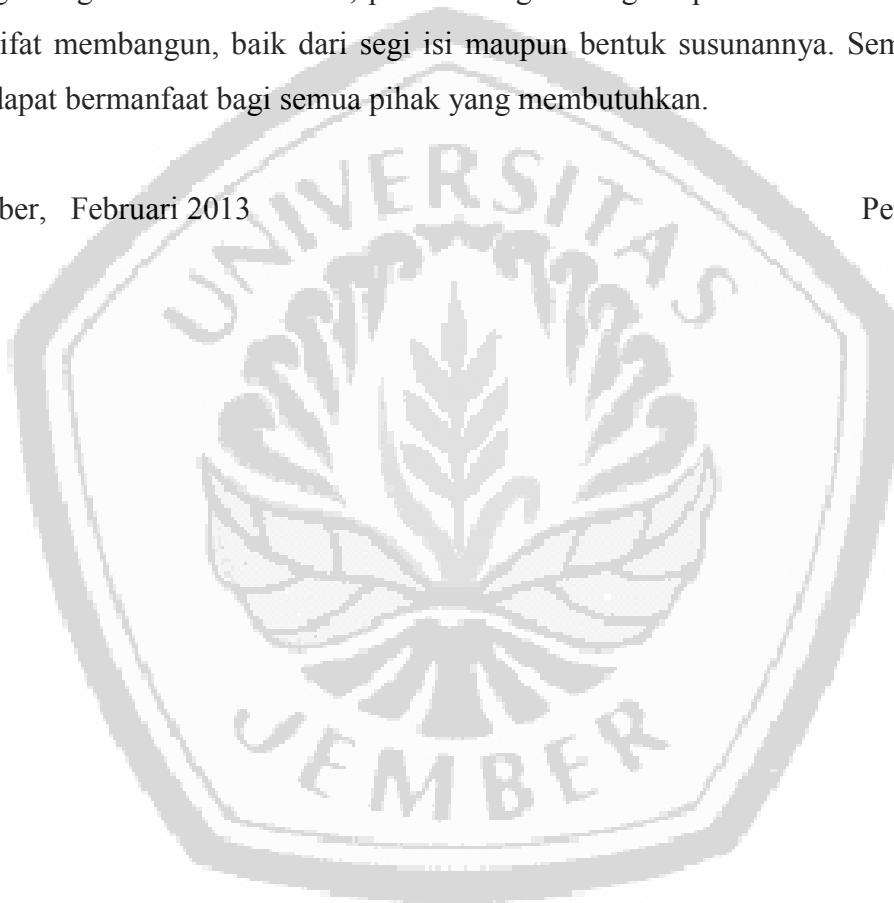 ifat membangun, baik dari segi isi maupun bentuk susunannya. Sem
dapat bermanfaat bagi semua pihak yang membutuhkan.
ber, Februari 2013 Pe
UNIVERSITAS
JEMBER